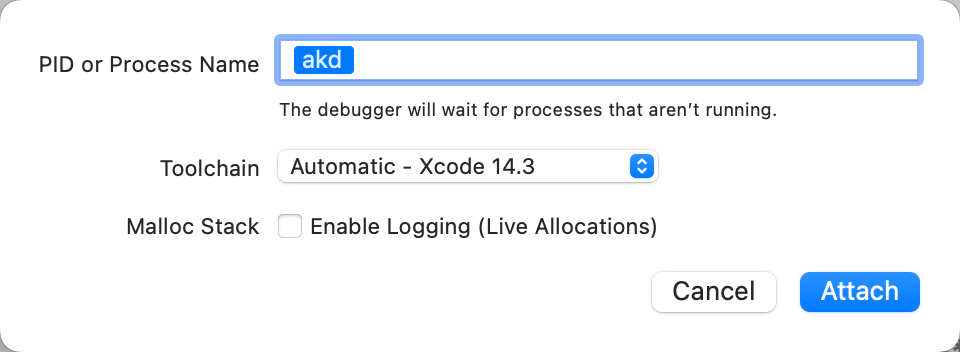 PID or Process Name akd
The debugger will wait for processes that aren’t running.
Toolchain Automatic - Xcode 14.3
Malloc Stack Enable Logging (Live Allocations)
Cancel Attach